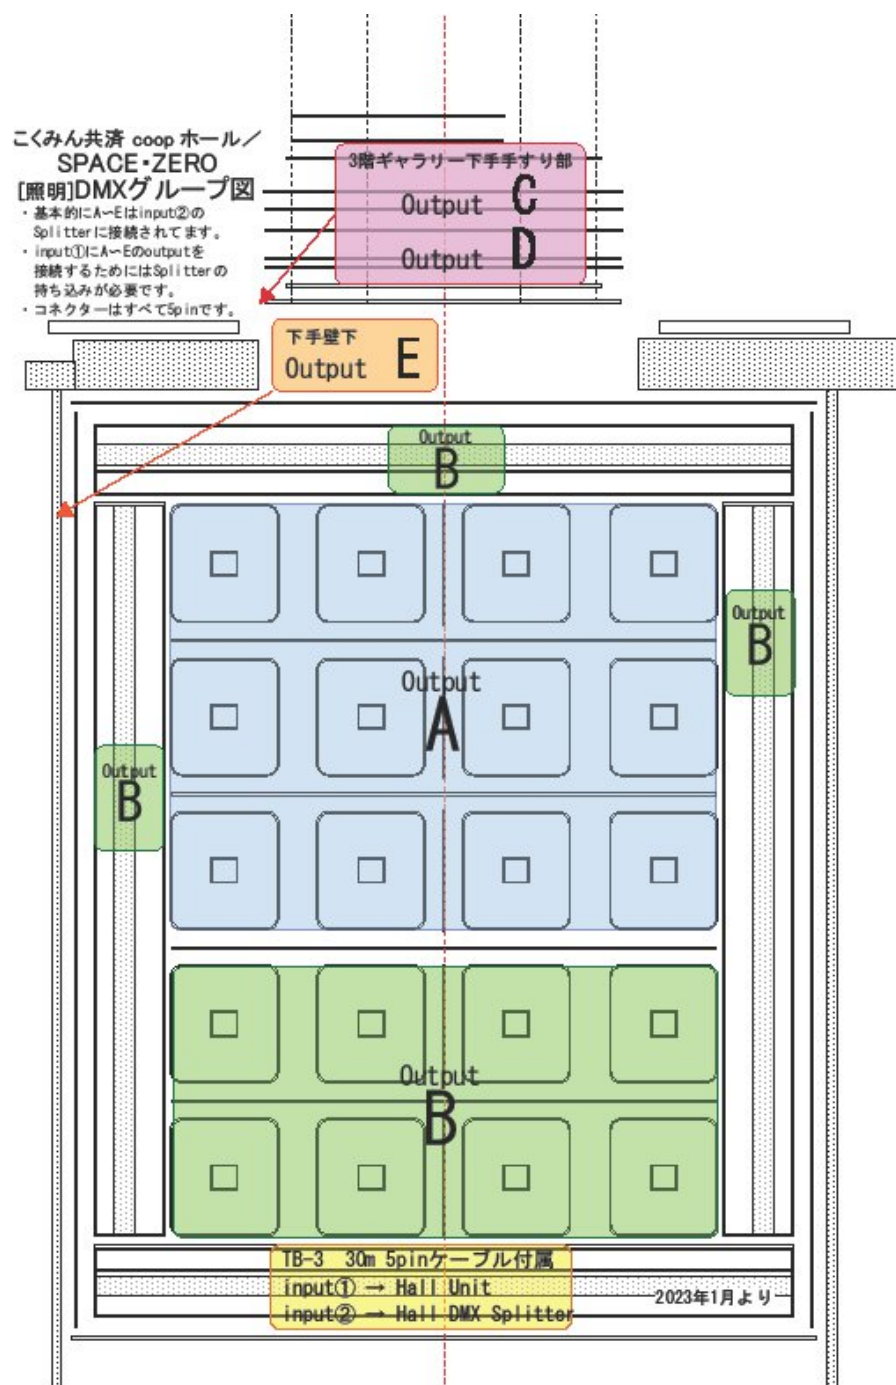 こくみん共済 coop ホール／
SPACE・ZERO
[照明]DMXグループ図
・基本的にA〜Eはinput②の
Splitterに接続されてます。
・input①にA〜Eのoutputを
接続するためにはSplitterの
持ち込みが必要です。
・コネクターはすべて5pinです。
3階ギャラリー下手手すり部
Output C
Output D
下手壁下
Output E
Output
B
Output
B
Output
A
Output
B
Output
B
TB-3 30m 5pinケーブル付属
input① → Hall Unit
input② → Hall DMX Splitter
2023年1月より